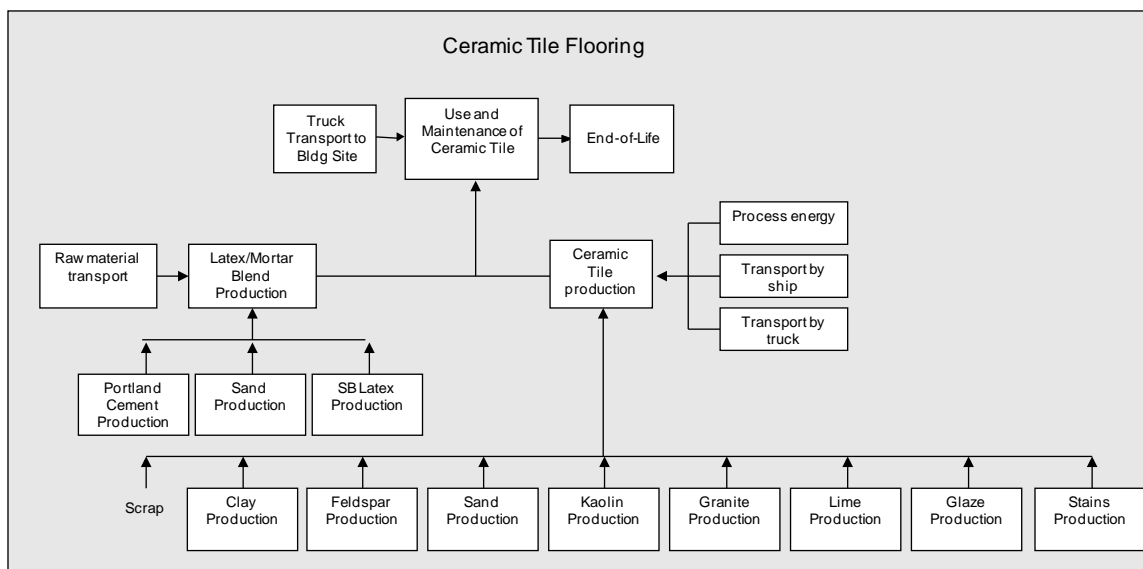 Ceramic Tile Flooring
Truck
Transport to
Bldg Site
Use and
Maintenance of
Ceramic Tile
End-of-Life
Process energy
Raw material
transport
Latex/Mortar
Blend
Production
Ceramic
Tile
production
Transport by
ship
Transport by
truck
Portland
Cement
Production
Sand
Production
SB Latex
Production
Scrap
Clay
Production
Feldspar
Production
Sand
Production
Kaolin
Production
Granite
Production
Lime
Production
Glaze
Production
Stains
Production